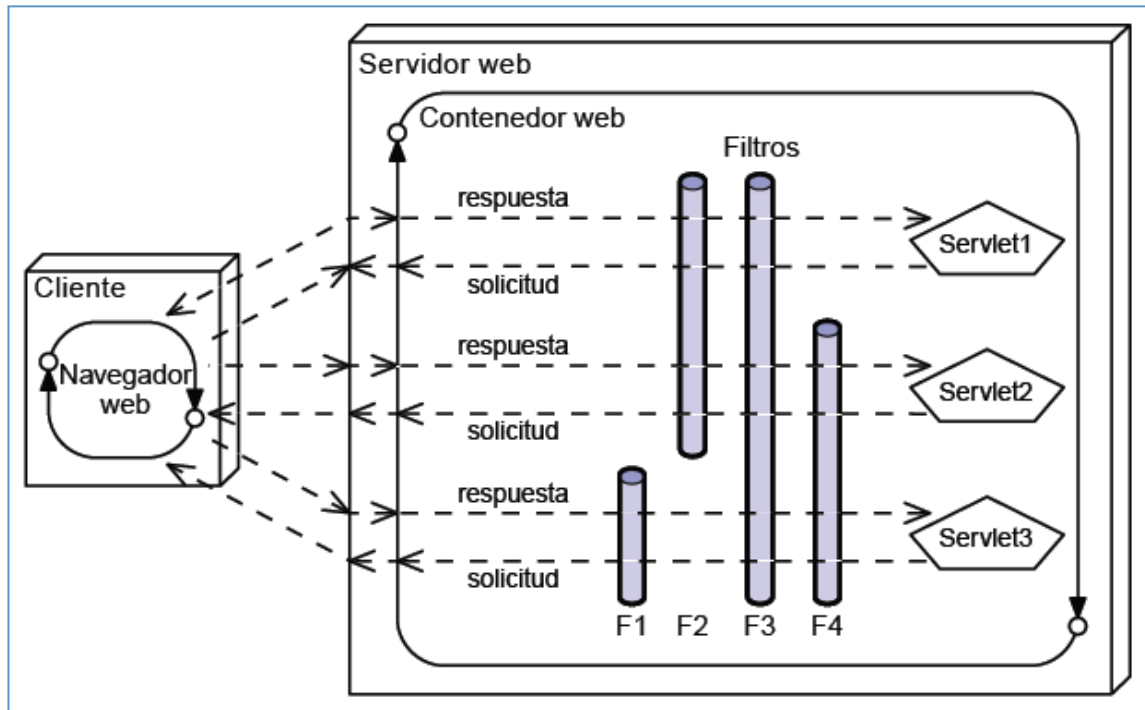 Servidor web
Contenedor web
Filtros
respuesta
Servlet1
solicitud
Cliente
Navegador
web
respuesta
Servlet2
solicitud
respuesta
Servlet3
solicitud
F1 F2 F3 F4